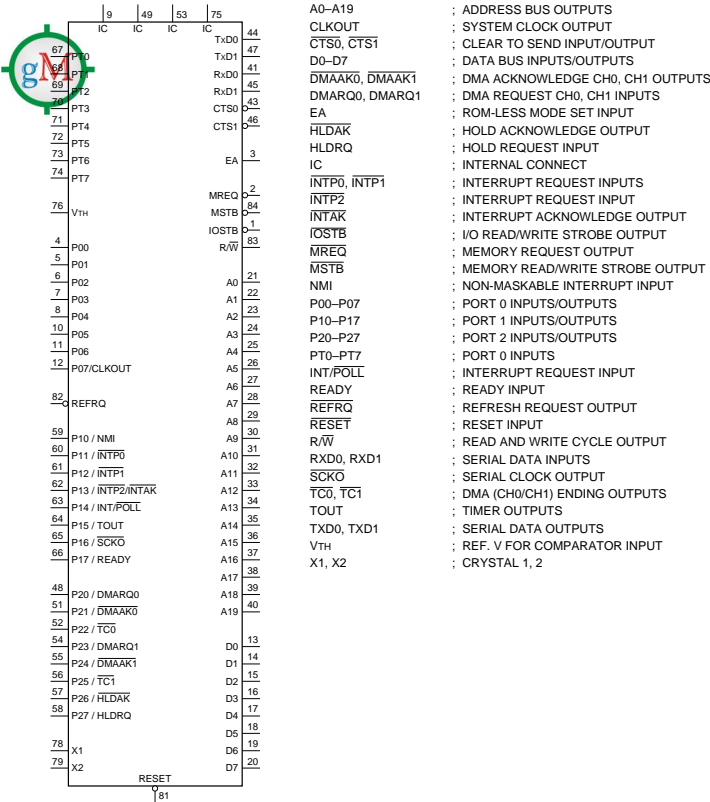 9 49 53 75
IC IC IC IC
67 PT0
68 PT1
69 PT2
70 PT3
71 PT4
72 PT5
73 PT6
74 PT7
76 VTH
4 P00
5 P01
6 P02
7 P03
8 P04
10 P05
11 P06
12 P07/CLKOUT
82 REFRQ
59 P10 / NMI
60 P11 / INTP0
61 P12 / INTP1
62 P13 / INTP2/INTAK
63 P14 / INT/POLL
64 P15 / TOUT
65 P16 / SCKO
66 P17 / READY
48 P20 / DMARQ0
51 P21 / DMAAK0
52 P22 / TC0
54 P23 / DMARQ1
55 P24 / DMAAK1
56 P25 / TC1
57 P26 / HLDAK
58 P27 / HLDRQ
78 X1
79 X2
TxD0 44
TxD1 47
RxD0 41
RxD1 45
CTS0 43
CTS1 46
EA 3
MREQ 2
MSTB 84
IOSTB 1
R/W 83
A0 21
A1 22
A2 23
A3 24
A4 25
A5 26
A6 27
A7 28
A8 29
A9 30
A10 31
A11 32
A12 33
A13 34
A14 35
A15 36
A16 37
A17 38
A18 39
A19 40
D0 13
D1 14
D2 15
D3 16
D4 17
D5 18
D6 19
D7 20
RESET
81
gM
A0–A19 ; ADDRESS BUS OUTPUTS
CLKOUT ; SYSTEM CLOCK OUTPUT
CTS0, CTS1 ; CLEAR TO SEND INPUT/OUTPUT
D0–D7 ; DATA BUS INPUTS/OUTPUTS
DMAAK0, DMAAK1 ; DMA ACKNOWLEDGE CH0, CH1 OUTPUTS
DMARQ0, DMARQ1 ; DMA REQUEST CH0, CH1 INPUTS
EA ; ROM-LESS MODE SET INPUT
HLDAK ; HOLD ACKNOWLEDGE OUTPUT
HLDRQ ; HOLD REQUEST INPUT
IC ; INTERNAL CONNECT
INTP0, INTP1 ; INTERRUPT REQUEST INPUTS
INTP2 ; INTERRUPT REQUEST INPUT
INTAK ; INTERRUPT ACKNOWLEDGE OUTPUT
IOSTB ; I/O READ/WRITE STROBE OUTPUT
MREQ ; MEMORY REQUEST OUTPUT
MSTB ; MEMORY READ/WRITE STROBE OUTPUT
NMI ; NON-MASKABLE INTERRUPT INPUT
P00–P07 ; PORT 0 INPUTS/OUTPUTS
P10–P17 ; PORT 1 INPUTS/OUTPUTS
P20–P27 ; PORT 2 INPUTS/OUTPUTS
PT0–PT7 ; PORT 0 INPUTS
INT/POLL ; INTERRUPT REQUEST INPUT
READY ; READY INPUT
REFRQ ; REFRESH REQUEST OUTPUT
RESET ; RESET INPUT
R/W ; READ AND WRITE CYCLE OUTPUT
RXD0, RXD1 ; SERIAL DATA INPUTS
SCKO ; SERIAL CLOCK OUTPUT
TC0, TC1 ; DMA (CH0/CH1) ENDING OUTPUTS
TOUT ; TIMER OUTPUTS
TXD0, TXD1 ; SERIAL DATA OUTPUTS
VTH ; REF. V FOR COMPARATOR INPUT
X1, X2 ; CRYSTAL 1, 2